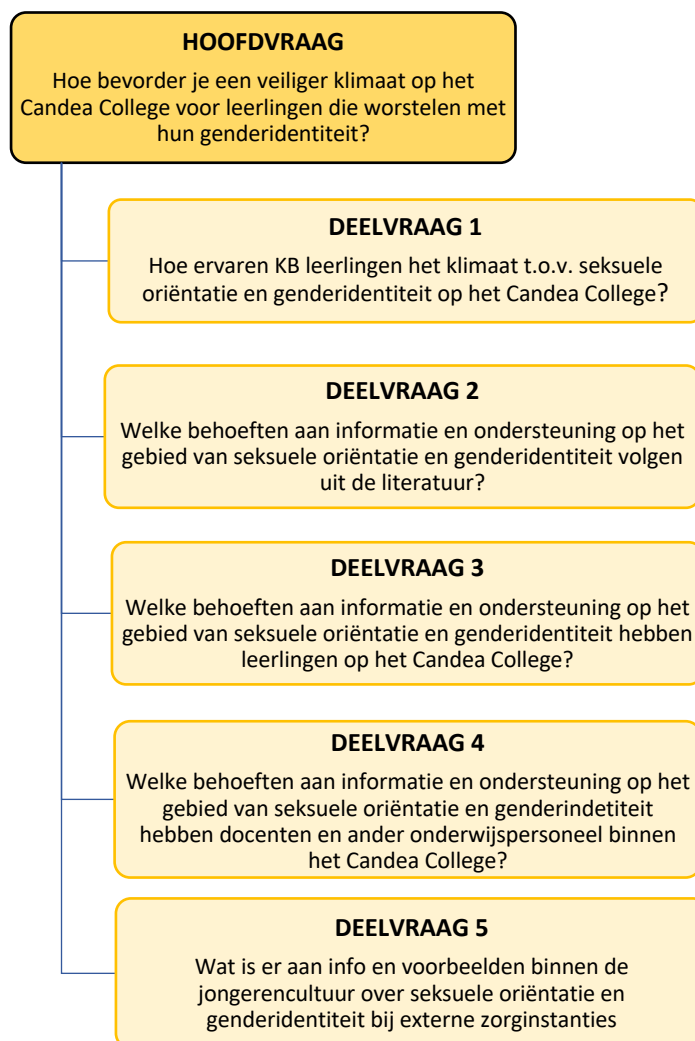 HOOFDVRAAG
Hoe bevorder je een veiliger klimaat op het
Candea College voor leerlingen die worstelen met
hun genderidentiteit?
DEELVRAAG 1
Hoe ervaren KB leerlingen het klimaat t.o.v. seksuele
oriëntatie en genderidentiteit op het Candea College?
DEELVRAAG 2
Welke behoeften aan informatie en ondersteuning op het
gebied van seksuele oriëntatie en genderidentiteit volgen
uit de literatuur?
DEELVRAAG 3
Welke behoeften aan informatie en ondersteuning op het
gebied van seksuele oriëntatie en genderidentiteit hebben
leerlingen op het Candea College?
DEELVRAAG 4
Welke behoeften aan informatie en ondersteuning op het
gebied van seksuele oriëntatie en genderindetiteit
hebben docenten en ander onderwijspersoneel binnen
het Candea College?
DEELVRAAG 5
Wat is er aan info en voorbeelden binnen de
jongerencultuur over seksuele oriëntatie en
genderidentiteit bij externe zorginstanties